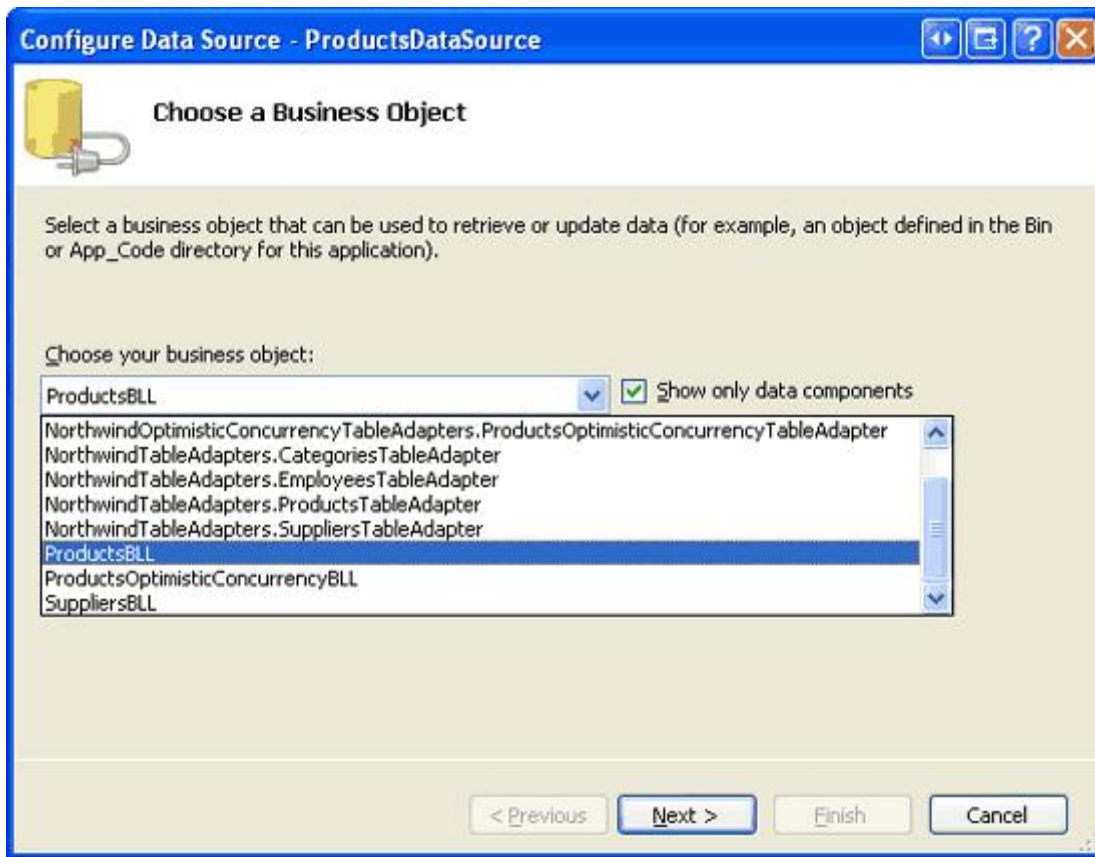 Configure Data Source - ProductsDataSource
Choose a Business Object
Select a business object that can be used to retrieve or update data (for example, an object defined in the Bin
or App_Code directory for this application).
Choose your business object:
ProductsBLL
Show only data components
NorthwindOptimisticConcurrencyTableAdapters.ProductsOptimisticConcurrencyTableAdapter
NorthwindTableAdapters.CategoriesTableAdapter
NorthwindTableAdapters.EmployeesTableAdapter
NorthwindTableAdapters.ProductsTableAdapter
NorthwindTableAdapters.SuppliersTableAdapter
ProductsBLL
ProductsOptimisticConcurrencyBLL
SuppliersBLL
< Previous
Next >
Finish
Cancel